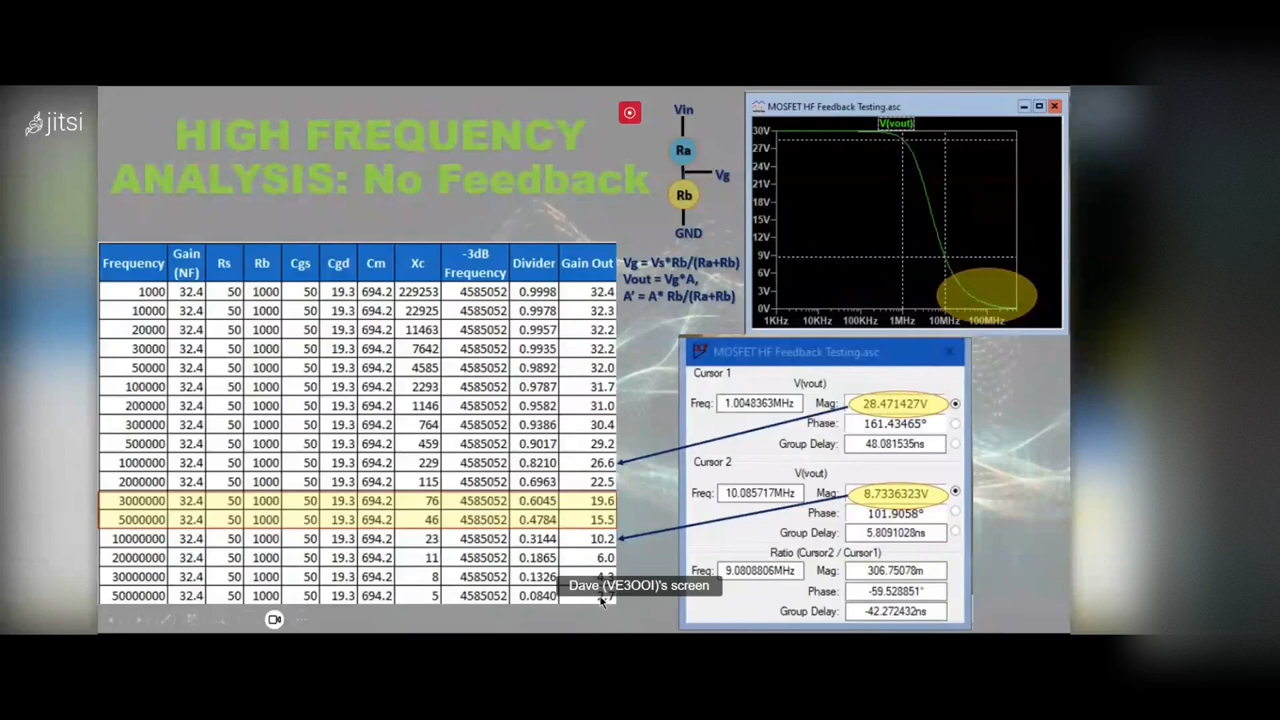 jitsi
HIGH FREQUENCY
ANALYSIS: No Feedback
Vin
Ra
Vg
Rb
GND
Vg = Vs*Rb/(Ra+Rb)
Vout = Vg*A,
A' = A* Rb/(Ra+Rb)
Frequency Gain (NF) Rs Rb Cgs Cgd Cm Xc -3dB Frequency Divider Gain Out
1000 32.4 50 1000 50 19.3 694.2 229253 4585052 0.9998 32.4
10000 32.4 50 1000 50 19.3 694.2 22925 4585052 0.9978 32.3
20000 32.4 50 1000 50 19.3 694.2 11463 4585052 0.9957 32.2
30000 32.4 50 1000 50 19.3 694.2 7642 4585052 0.9935 32.2
50000 32.4 50 1000 50 19.3 694.2 4585 4585052 0.9892 32.0
100000 32.4 50 1000 50 19.3 694.2 2293 4585052 0.9787 31.7
200000 32.4 50 1000 50 19.3 694.2 1146 4585052 0.9582 31.0
300000 32.4 50 1000 50 19.3 694.2 764 4585052 0.9386 30.4
500000 32.4 50 1000 50 19.3 694.2 459 4585052 0.9017 29.2
1000000 32.4 50 1000 50 19.3 694.2 229 4585052 0.8210 26.6
2000000 32.4 50 1000 50 19.3 694.2 115 4585052 0.6963 22.5
3000000 32.4 50 1000 50 19.3 694.2 76 4585052 0.6045 19.6
5000000 32.4 50 1000 50 19.3 694.2 46 4585052 0.4784 15.5
10000000 32.4 50 1000 50 19.3 694.2 23 4585052 0.3144 10.2
20000000 32.4 50 1000 50 19.3 694.2 11 4585052 0.1865 6.0
30000000 32.4 50 1000 50 19.3 694.2 8 4585052 0.1326
50000000 32.4 50 1000 50 19.3 694.2 5 4585052 0.0840
Dave (VE3OOI)'s screen
MOSFET HF Feedback Testing.asc
V(vout)
30V
27V
24V
21V
18V
15V
12V
9V
6V
3V
0V
1KHz 10KHz 100KHz 1MHz 10MHz 100MHz
MOSFET HF Feedback Testing.asc
Cursor 1
V(vout)
Freq: 1.0048363MHz Mag: 28.471427V
Phase: 161.43465°
Group Delay: 48.081535ns
Cursor 2
V(vout)
Freq: 10.085717MHz Mag: 8.7336323V
Phase: 101.9058°
Group Delay: 5.8091028ns
Ratio (Cursor2 / Cursor1)
Freq: 9.0808806MHz Mag: 306.75078m
Phase: -59.528851°
Group Delay: -42.272432ns